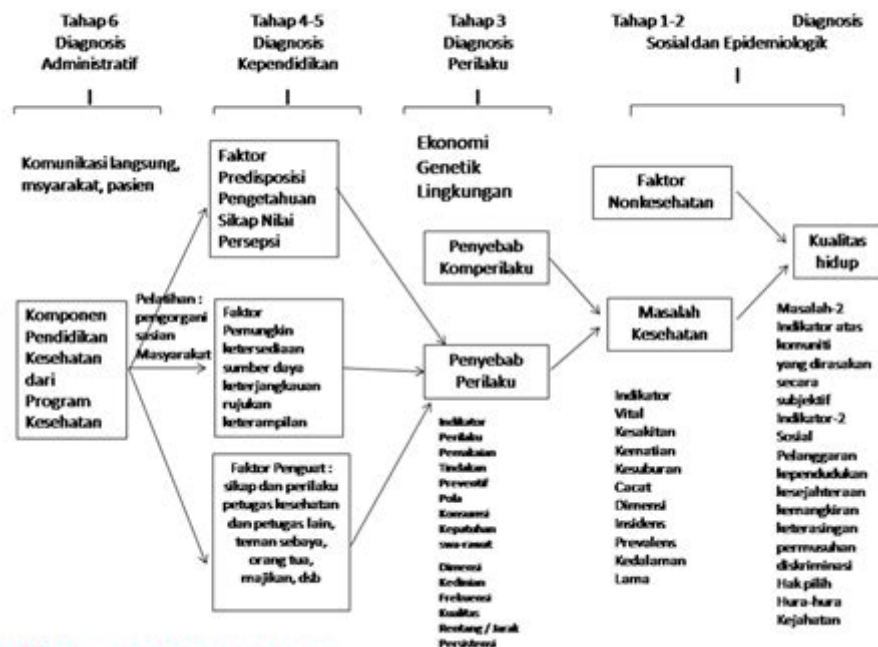 Tahap 6
Diagnosis
Administratif
Tahap 4-5
Diagnosis
Kependidikan
Tahap 3
Diagnosis
Perilaku
Tahap 1-2 Diagnosis
Sosial dan Epidemiologik
Komunikasi langsung,
msyarakat, pasien
Komponen
Pendidikan
Kesehatan
dari
Program
Kesehatan
Pelatihan :
pengorgani
sasian
Masyarakat
Faktor
Predisposisi
Pengetahuan
Sikap Nilai
Persepsi
Faktor
Pemungkin
ketersediaan
sumber daya
keterjangkauan
rujukan
keterampilan
Faktor Penguat :
sikap dan perilaku
petugas kesehatan
dan petugas lain,
teman sebaya,
orang tua,
majikan, dsb
Ekonomi
Genetik
Lingkungan
Penyebab
Komperilaku
Penyebab
Perilaku
Indikator
Perilaku
Pemakaian
Tindakan
Preventif
Pola
Konsumsi
Kepatuhan
swa-rawat
Dimensi
Kedinian
Frekuensi
Kualitas
Rentang / Jarak
Persistensi
Faktor
Nonkesehatan
Masalah
Kesehatan
Indikator
Vital
Kesakitan
Kematian
Kesuburan
Cacat
Dimensi
Insidens
Prevalens
Kedalaman
Lama
Kualitas
hidup
Masalah-2
Indikator atas
komuniti
yang dirasakan
secara
subjektif
Indikator-2
Sosial
Pelanggaran
kependudukan
kesejahteraan
kemangkiran
keterasingan
permusuhan
diskriminasi
Hak pilih
Hura-hura
Kejahatan